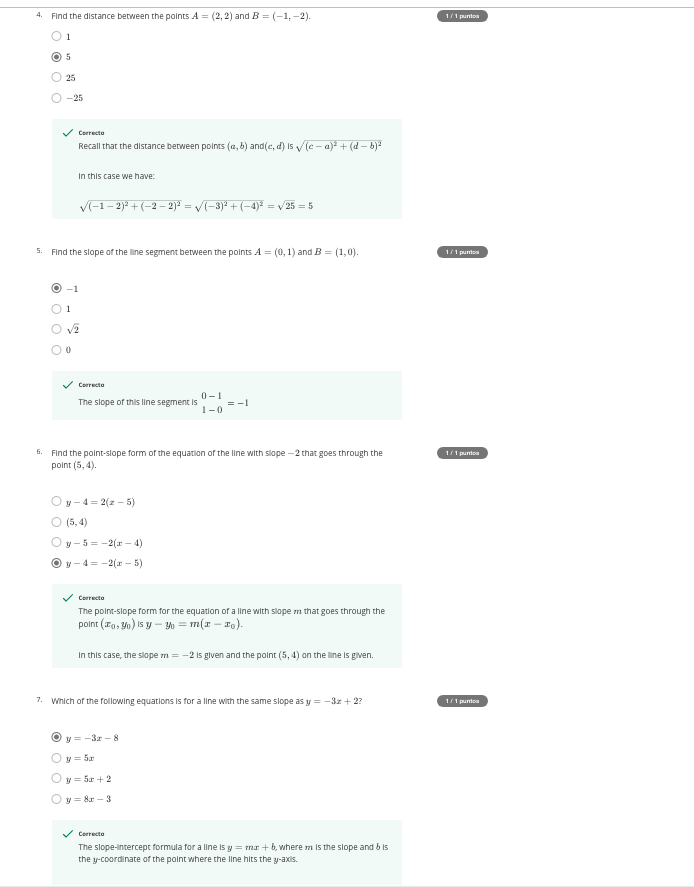 4. Find the distance between the points A = (2, 2) and B = (−1, −2).
1 / 1 puntos
1
5
25
−25
Correcto
Recall that the distance between points (a, b) and(c, d) is √((c − a)² + (d − b)²)
In this case we have:
√((−1 − 2)² + (−2 − 2)²) = √((−3)² + (−4)²) = √25 = 5
5. Find the slope of the line segment between the points A = (0, 1) and B = (1, 0).
1 / 1 puntos
−1
1
√2
0
Correcto
The slope of this line segment is (0 − 1)/(1 − 0) = −1
6. Find the point-slope form of the equation of the line with slope −2 that goes through the
point (5, 4).
1 / 1 puntos
y − 4 = 2(x − 5)
(5, 4)
y − 5 = −2(x − 4)
y − 4 = −2(x − 5)
Correcto
The point-slope form for the equation of a line with slope m that goes through the
point (x₀, y₀) is y − y₀ = m(x − x₀).
In this case, the slope m = −2 is given and the point (5, 4) on the line is given.
7. Which of the following equations is for a line with the same slope as y = −3x + 2?
1 / 1 puntos
y = −3x − 8
y = 5x
y = 5x + 2
y = 8x − 3
Correcto
The slope-intercept formula for a line is y = mx + b, where m is the slope and b is
the y-coordinate of the point where the line hits the y-axis.